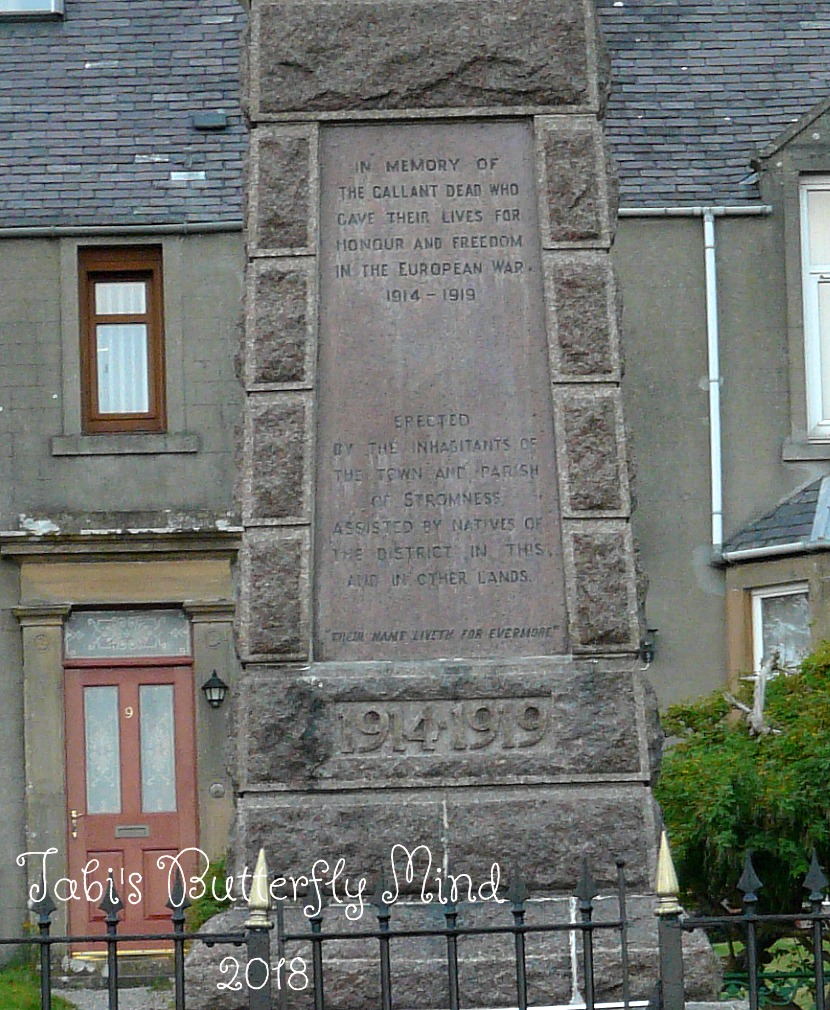 IN MEMORY OF
THE GALLANT DEAD WHO
GAVE THEIR LIVES FOR
HONOUR AND FREEDOM
IN THE EUROPEAN WAR.
1914 - 1919
ERECTED
BY THE INHABITANTS OF
THE TOWN AND PARISH
OF STROMNESS,
ASSISTED BY NATIVES OF
THE DISTRICT IN THIS
AND IN OTHER LANDS.
"THEIR NAME LIVETH FOR EVERMORE"
1914·1919
9
Tabi's Butterfly Mind
2018